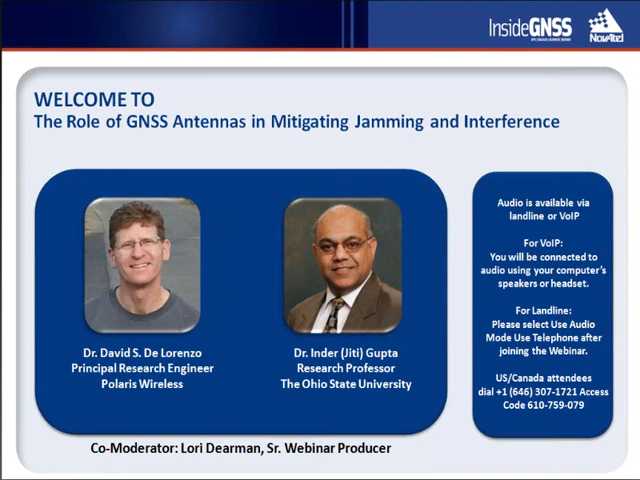 InsideGNSS
NovAtel
WELCOME TO
The Role of GNSS Antennas in Mitigating Jamming and Interference
Dr. David S. De Lorenzo
Principal Research Engineer
Polaris Wireless
Dr. Inder (Jiti) Gupta
Research Professor
The Ohio State University
Co-Moderator: Lori Dearman, Sr. Webinar Producer
Audio is available via
landline or VoIP
For VoIP:
You will be connected to
audio using your computer's
speakers or headset.
For Landline:
Please select Use Audio
Mode Use Telephone after
joining the Webinar.
US/Canada attendees
dial +1 (646) 307-1721 Access
Code 610-759-079